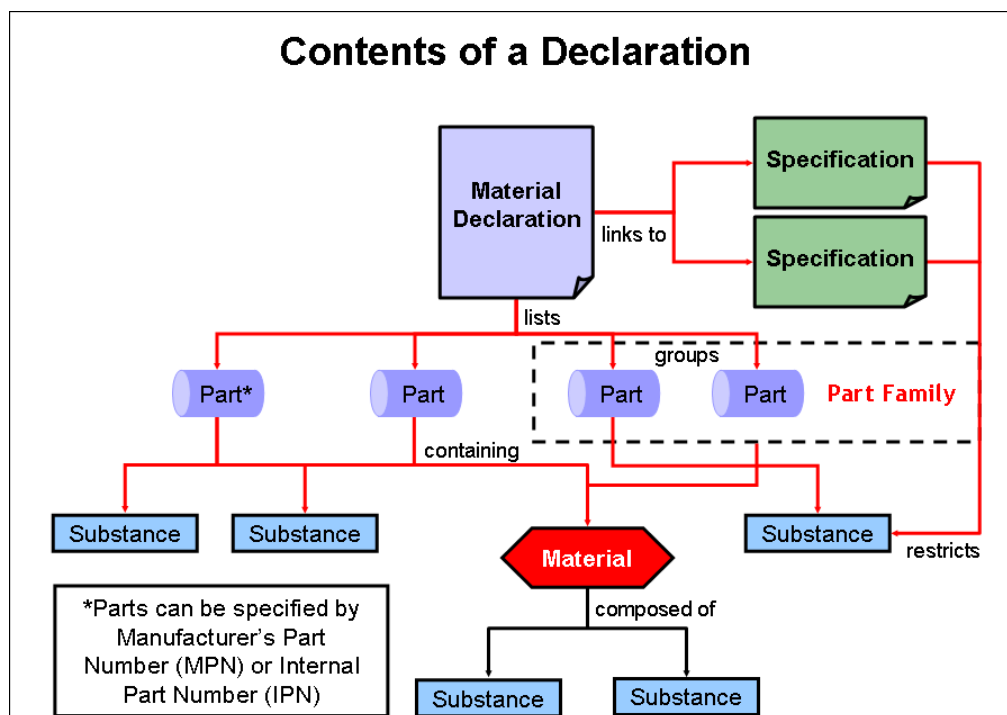 Contents of a Declaration
Material
Declaration
Specification
links to
Specification
lists
groups
Part*
Part
Part
Part
Part Family
containing
Substance
Substance
Substance
restricts
Material
composed of
*Parts can be specified by
Manufacturer's Part
Number (MPN) or Internal
Part Number (IPN)
Substance
Substance